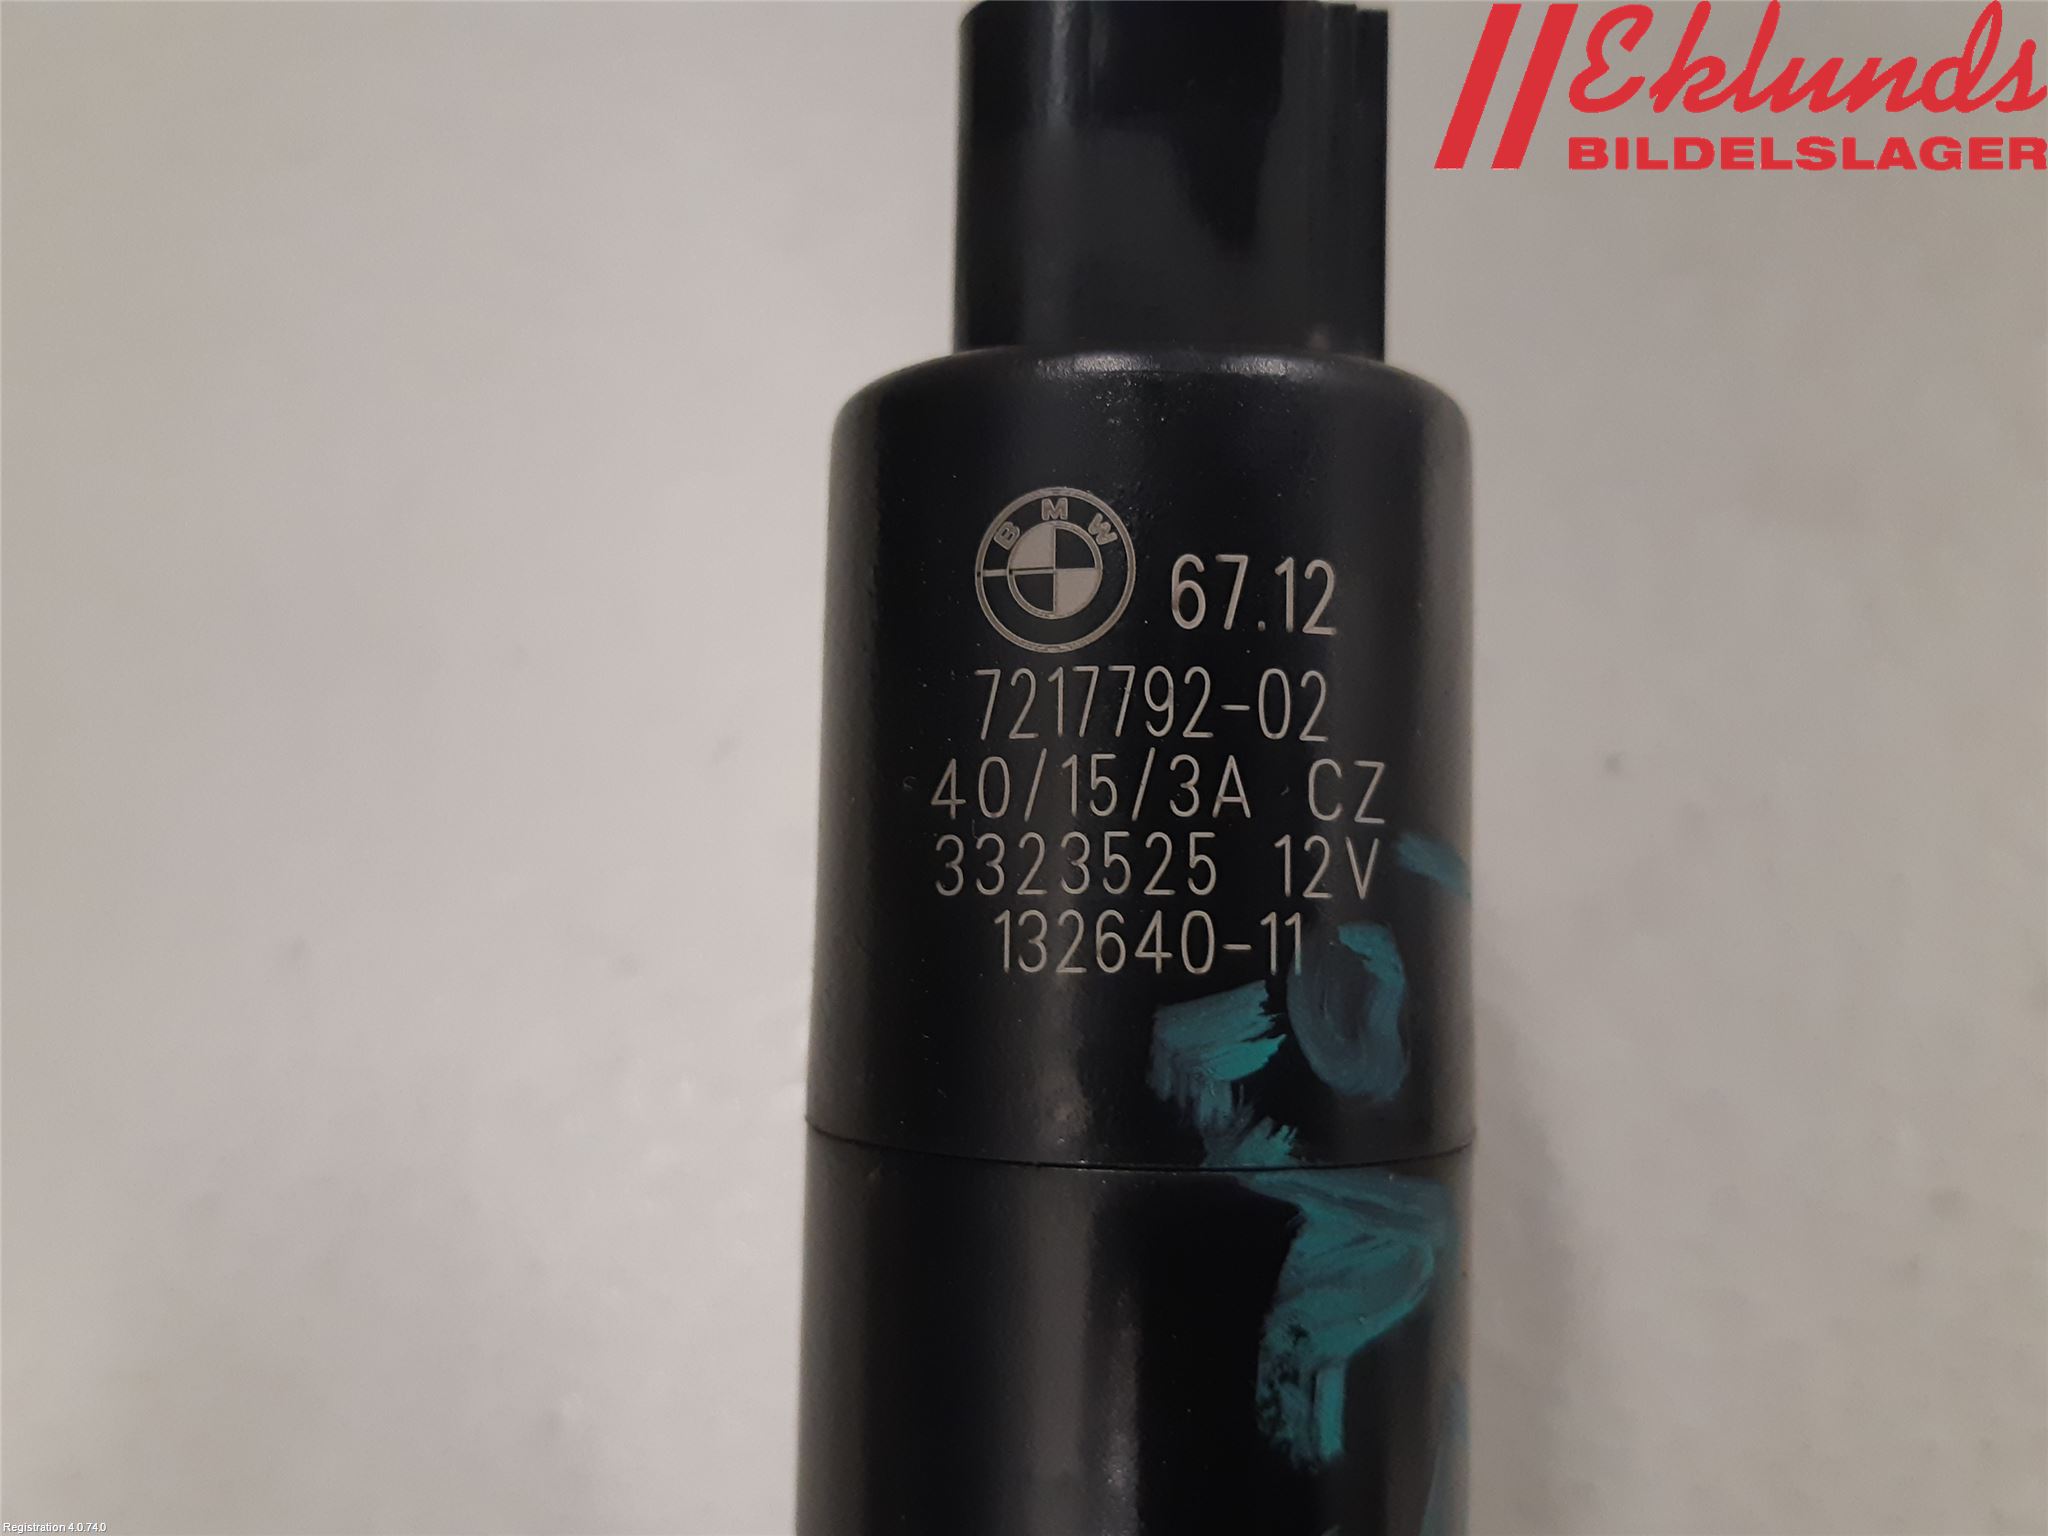 Eklunds
BILDELSLAGER
BMW
67.12
7217792-02
40/15/3A CZ
3323525 12V
132640-11
Registration 4.0.74.0